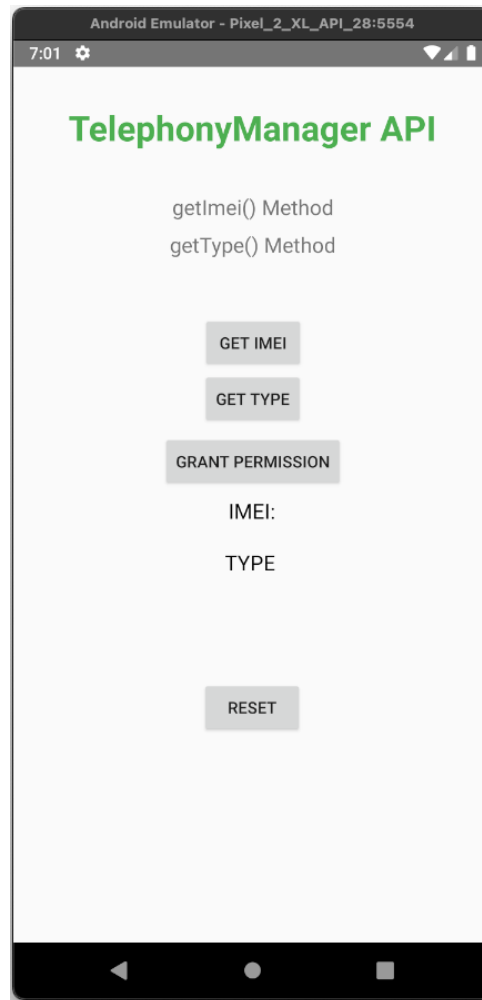 Android Emulator - Pixel_2_XL_API_28:5554
7:01
TelephonyManager API
getImei() Method
getType() Method
GET IMEI
GET TYPE
GRANT PERMISSION
IMEI:
TYPE
RESET